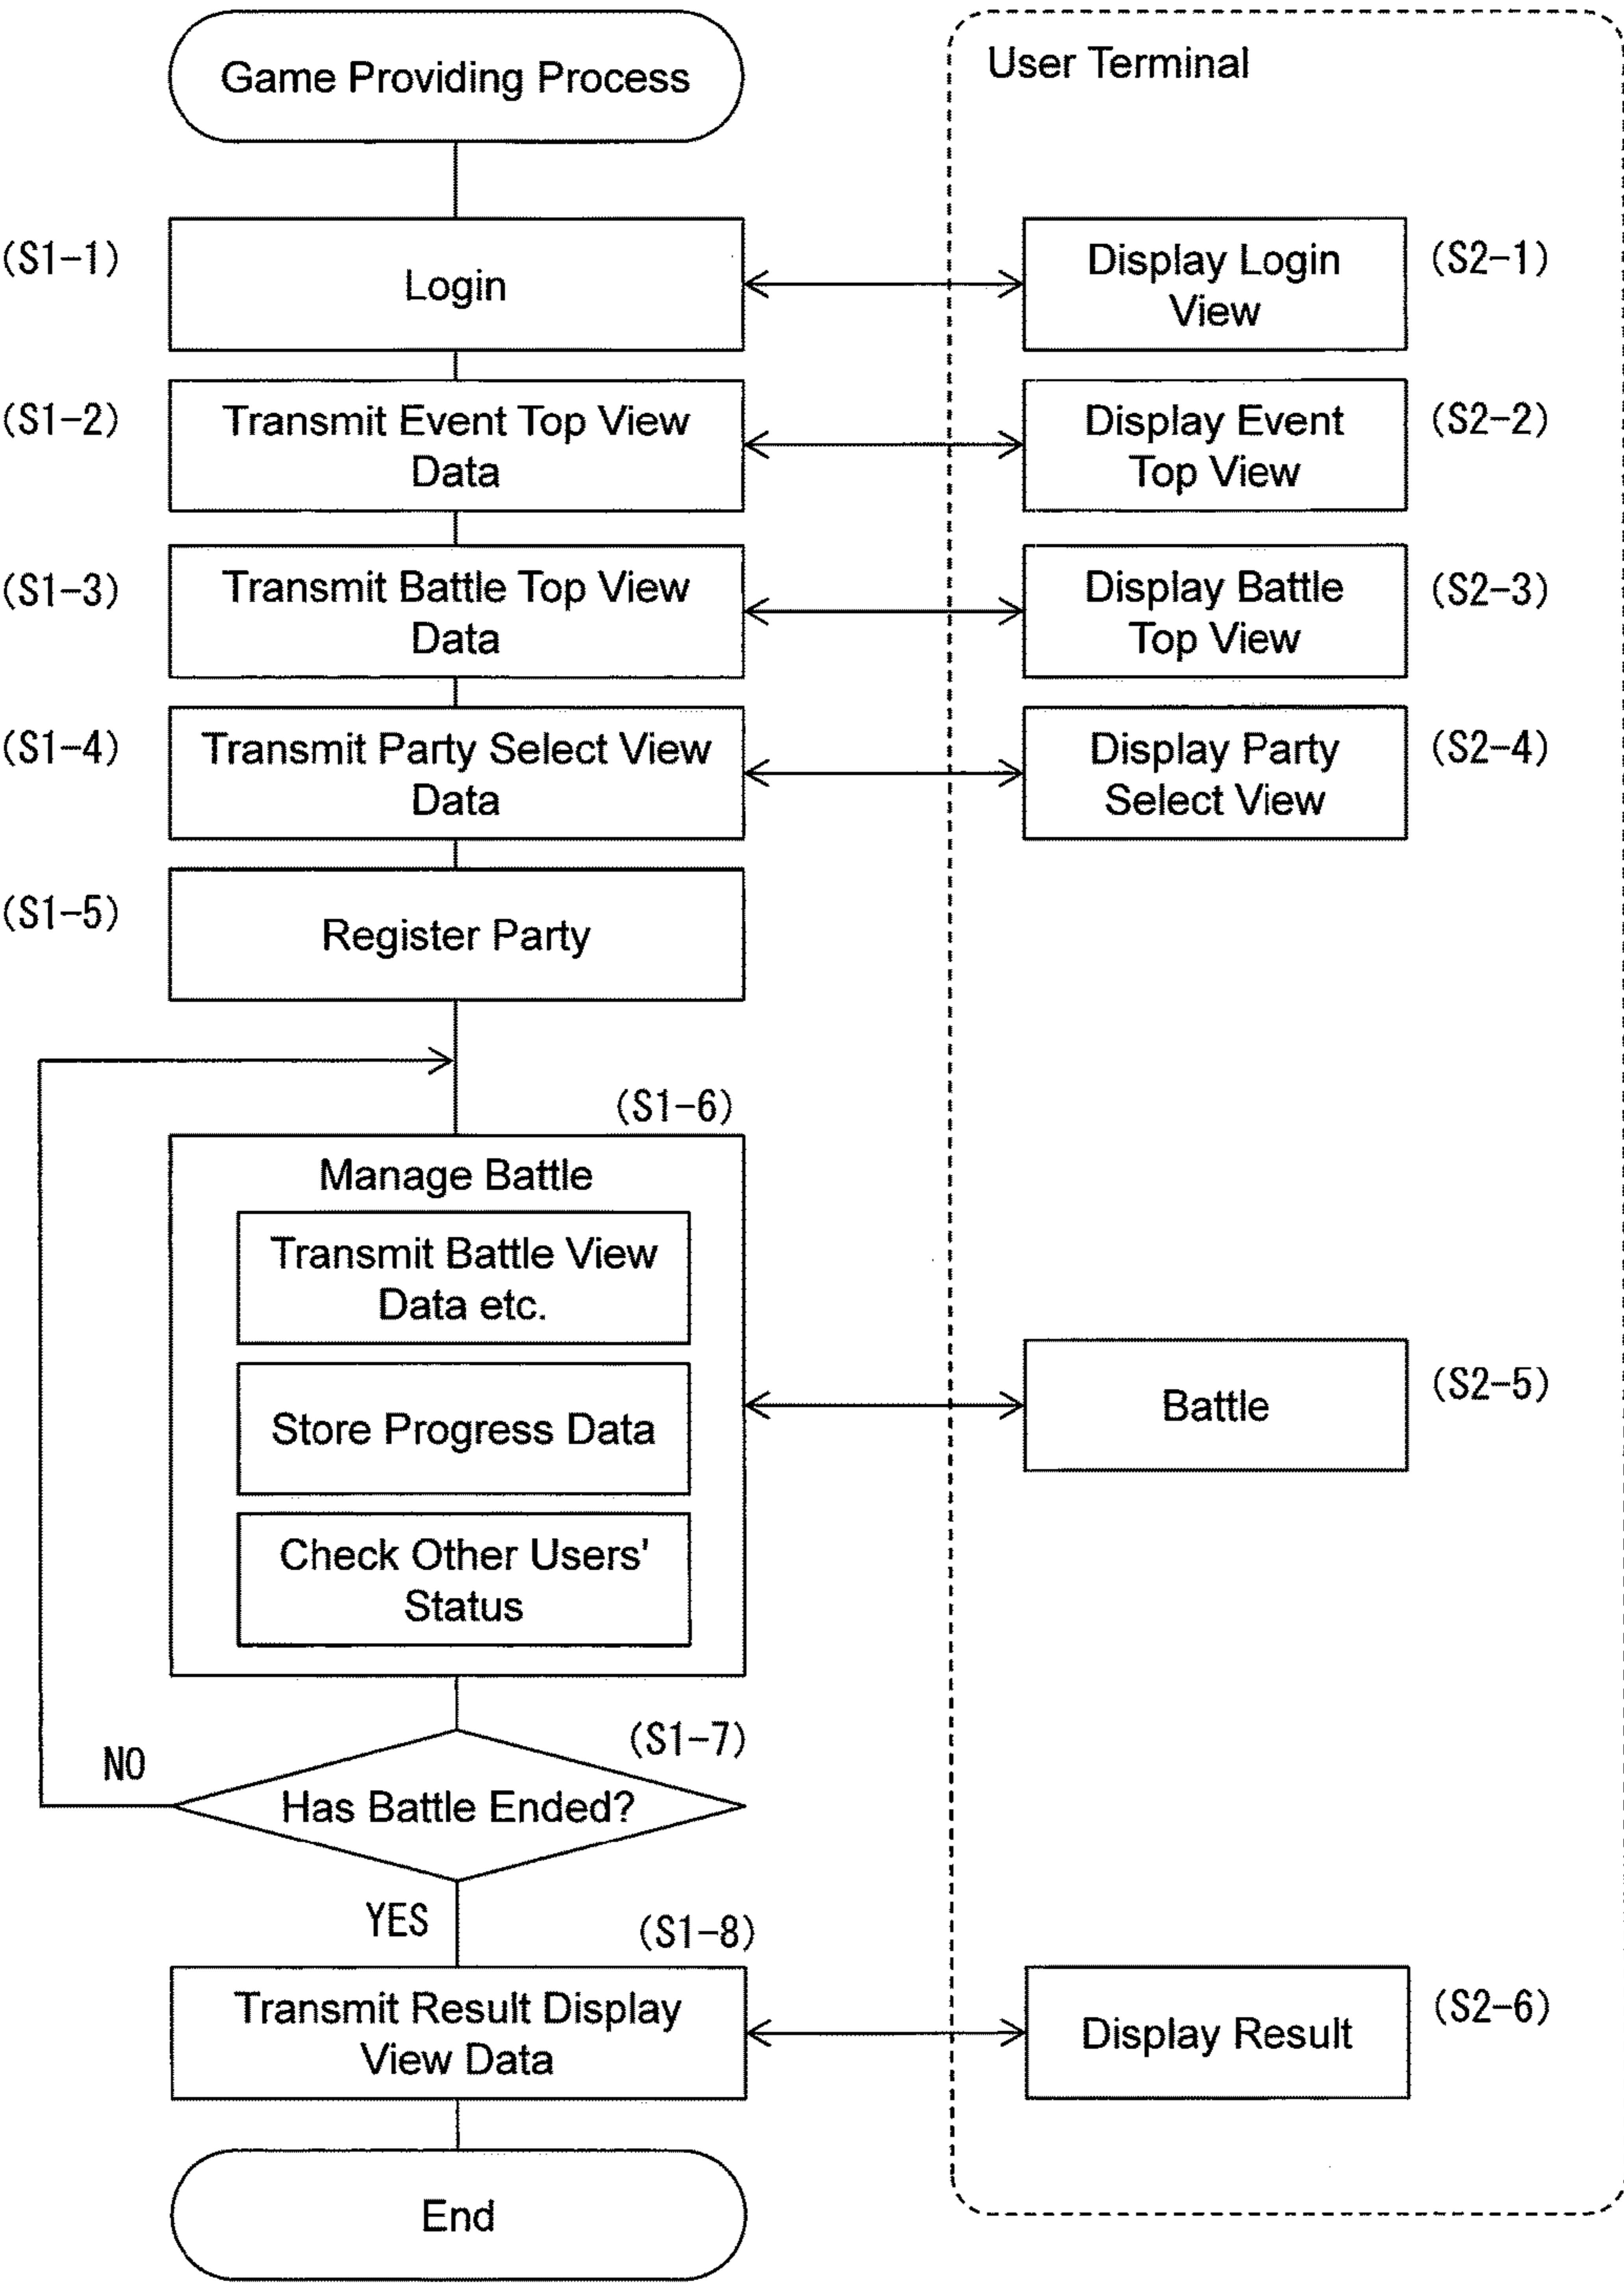 Game Providing Process
User Terminal
(S1-1)
Login
Display Login
View
(S2-1)
(S1-2)
Transmit Event Top View
Data
Display Event
Top View
(S2-2)
(S1-3)
Transmit Battle Top View
Data
Display Battle
Top View
(S2-3)
(S1-4)
Transmit Party Select View
Data
Display Party
Select View
(S2-4)
(S1-5)
Register Party
(S1-6)
Manage Battle
Transmit Battle View
Data etc.
Store Progress Data
Check Other Users'
Status
Battle
(S2-5)
(S1-7)
NO
Has Battle Ended?
YES
(S1-8)
Transmit Result Display
View Data
Display Result
(S2-6)
End